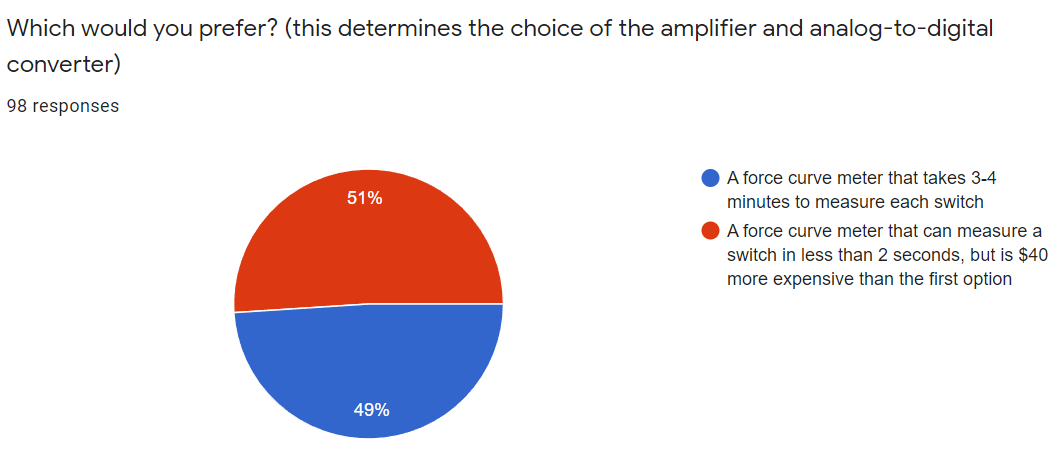 Which would you prefer? (this determines the choice of the amplifier and analog-to-digital
converter)
98 responses
51%
49%
A force curve meter that takes 3-4
minutes to measure each switch
A force curve meter that can measure a
switch in less than 2 seconds, but is $40
more expensive than the first option